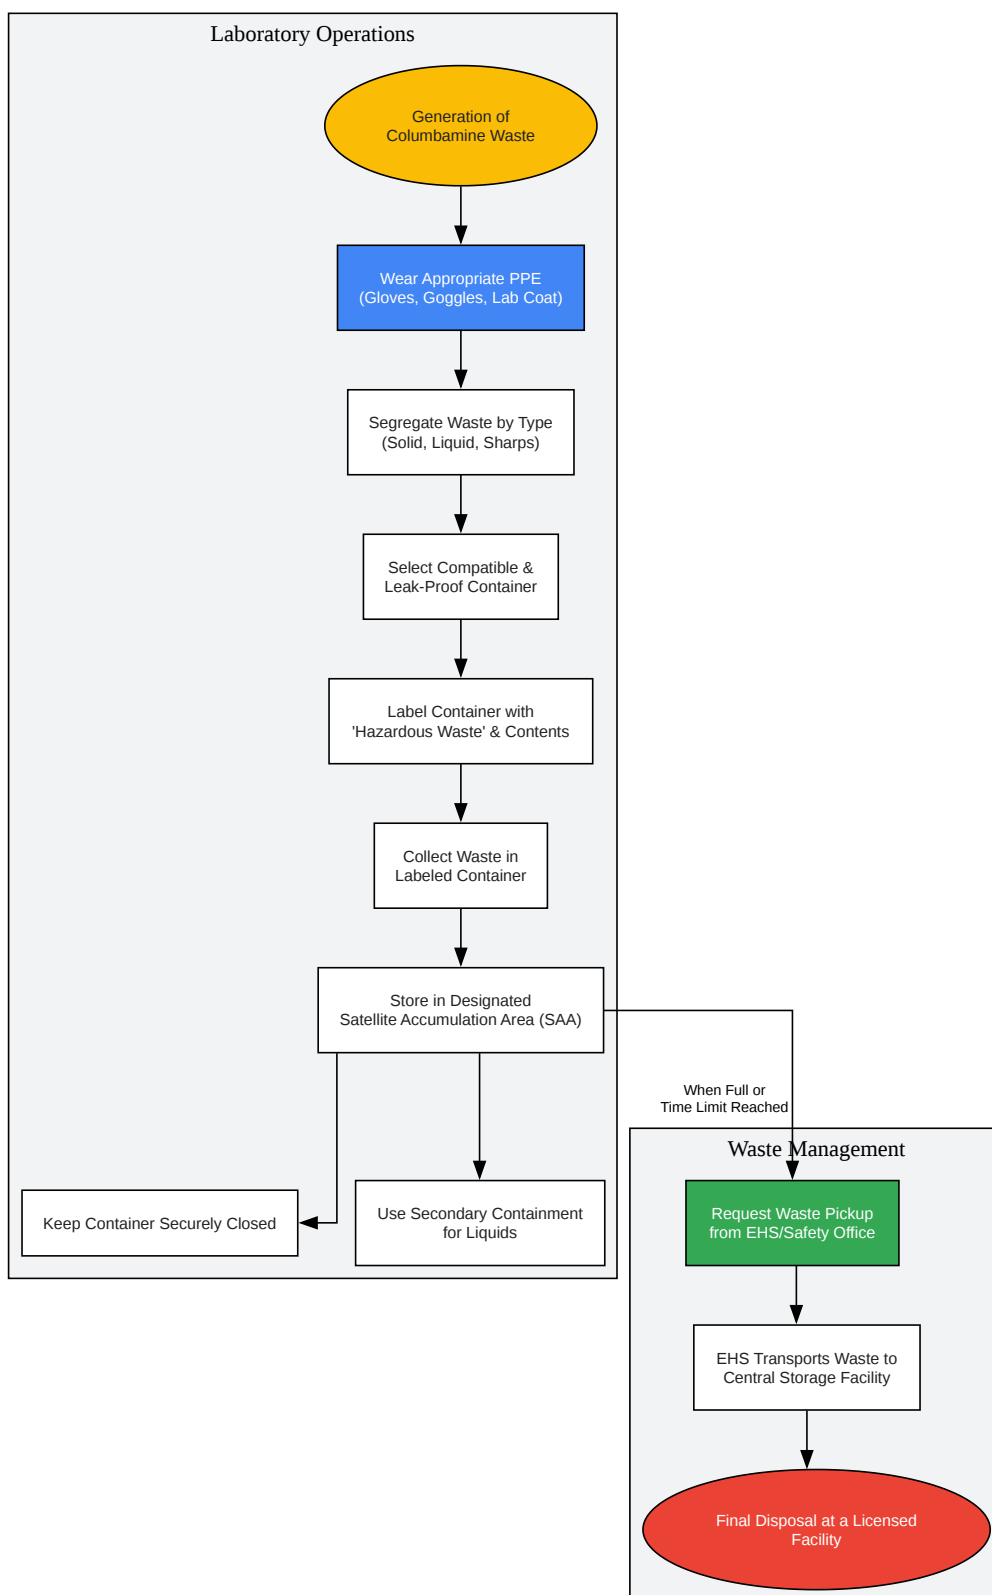 Laboratory Operations
Generation of
Columbamine Waste
Wear Appropriate PPE
(Gloves, Goggles, Lab Coat)
Segregate Waste by Type
(Solid, Liquid, Sharps)
Select Compatible &
Leak-Proof Container
Label Container with
'Hazardous Waste' & Contents
Collect Waste in
Labeled Container
Store in Designated
Satellite Accumulation Area (SAA)
Keep Container Securely Closed
Use Secondary Containment
for Liquids
When Full or
Time Limit Reached
Waste Management
Request Waste Pickup
from EHS/Safety Office
EHS Transports Waste to
Central Storage Facility
Final Disposal at a Licensed
Facility